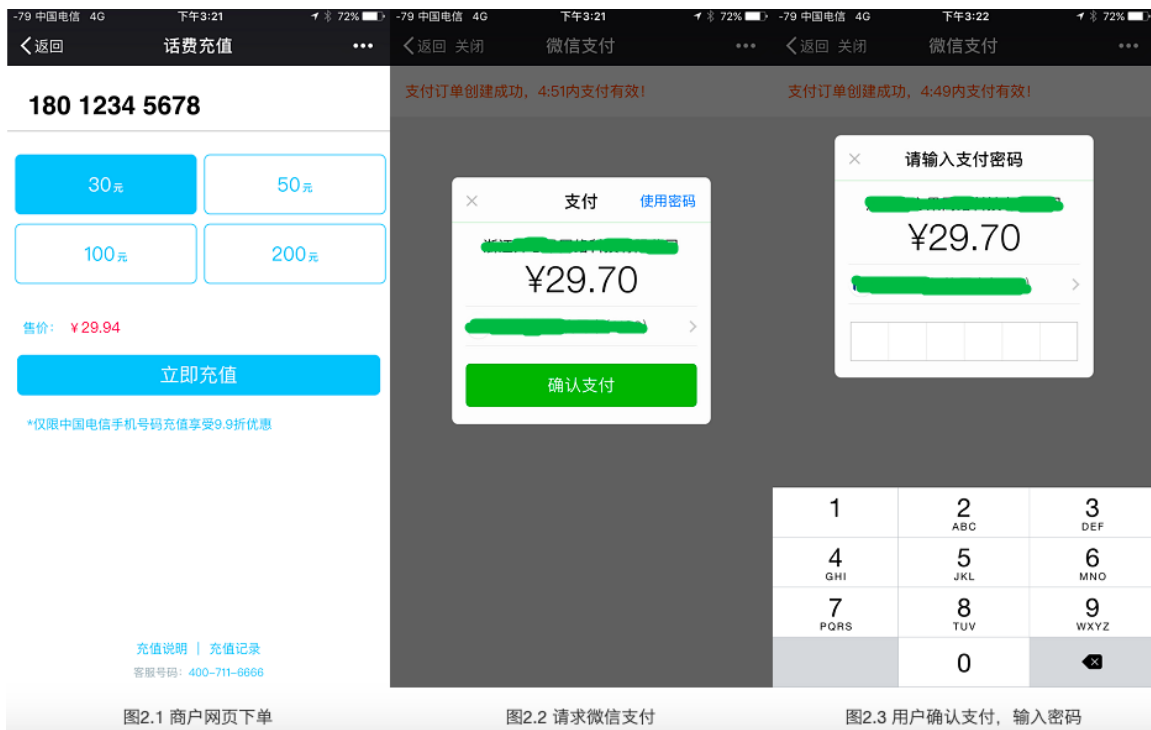 -79 中国电信 4G 下午3:21 72%
返回 话费充值
180 1234 5678
30元 50元
100元 200元
售价: ¥29.94
立即充值
*仅限中国电信手机号码充值享受9.9折优惠
充值说明 | 充值记录
客服号码: 400-711-6666
图2.1 商户网页下单
-79 中国电信 4G 下午3:21 72%
返回 关闭 微信支付
支付订单创建成功, 4:51内支付有效!
支付 使用密码
¥29.70
确认支付
图2.2 请求微信支付
-79 中国电信 4G 下午3:22 72%
返回 关闭 微信支付
支付订单创建成功, 4:49内支付有效!
请输入支付密码
¥29.70
1 2 3
ABC DEF
4 5 6
GHI JKL MNO
7 8 9
PQRS TUV WXYZ
0
图2.3 用户确认支付, 输入密码